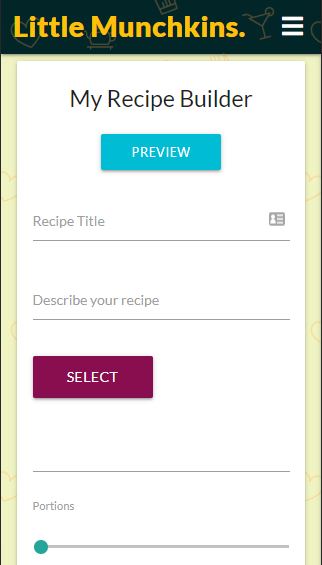 Little Munchkins.
My Recipe Builder
PREVIEW
Recipe Title
Describe your recipe
SELECT
Portions